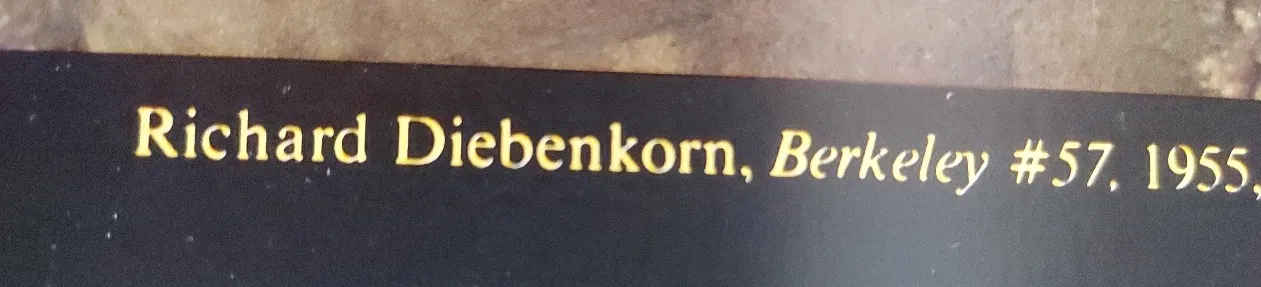 Richard Diebenkorn, Berkeley #57, 1955,